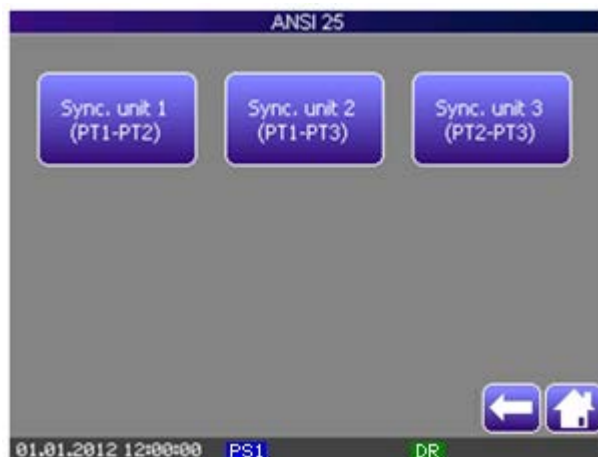 ANSI 25
Sync. unit 1
(PT1-PT2)
Sync. unit 2
(PT1-PT3)
Sync. unit 3
(PT2-PT3)
01.01.2012 12:00:00 PS1 DR